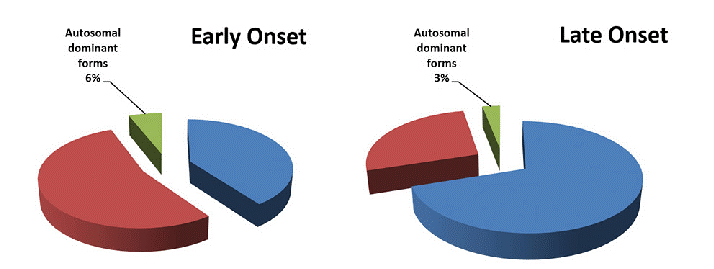 Early Onset
Autosomal
dominant
forms
6%
Late Onset
Autosomal
dominant
forms
3%